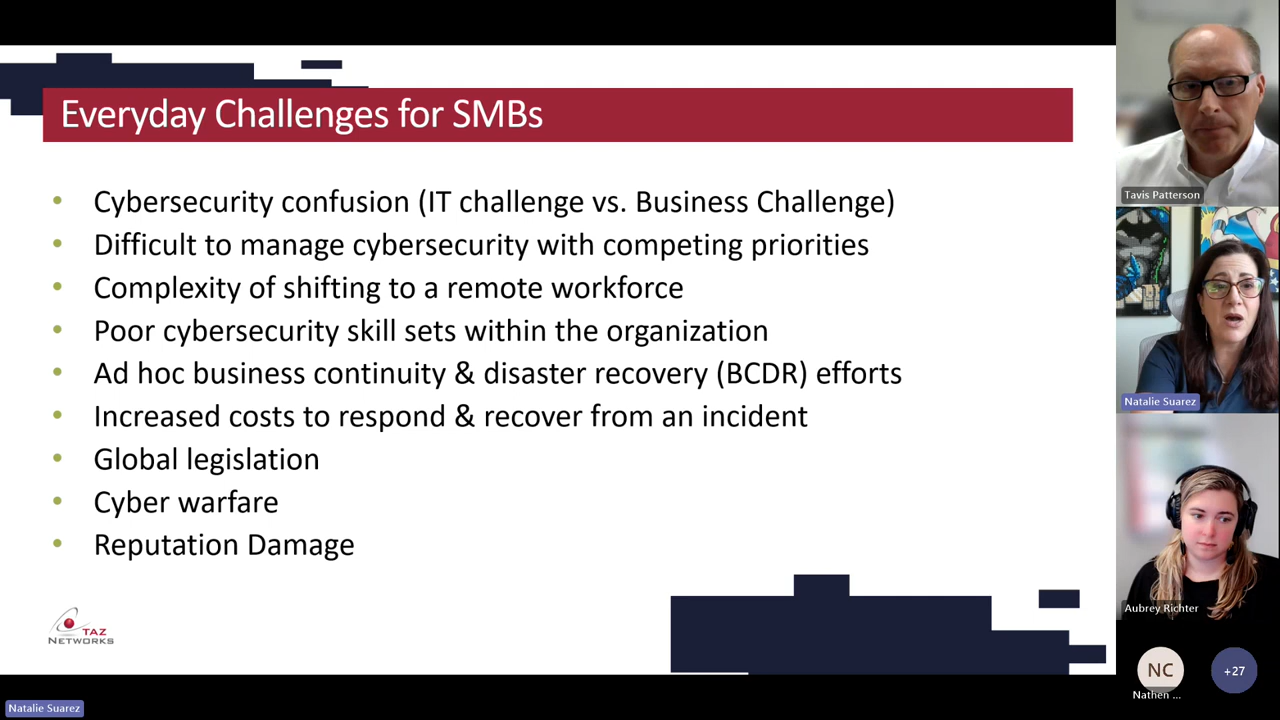 Everyday Challenges for SMBs
• Cybersecurity confusion (IT challenge vs. Business Challenge)
• Difficult to manage cybersecurity with competing priorities
• Complexity of shifting to a remote workforce
• Poor cybersecurity skill sets within the organization
• Ad hoc business continuity & disaster recovery (BCDR) efforts
• Increased costs to respond & recover from an incident
• Global legislation
• Cyber warfare
• Reputation Damage
TAZ
NETWORKS
Natalie Suarez
Tavis Patterson
Natalie Suarez
Aubrey Richter
NC
Nathen ...
+27